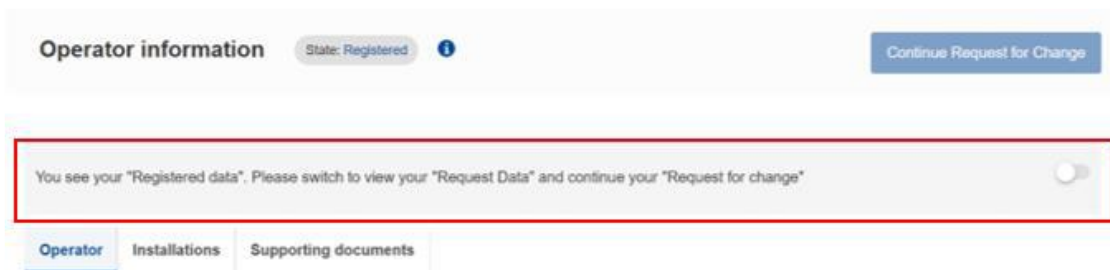 Operator information State: Registered i Continue Request for Change
You see your "Registered data". Please switch to view your "Request Data" and continue your "Request for change"
Operator Installations Supporting documents